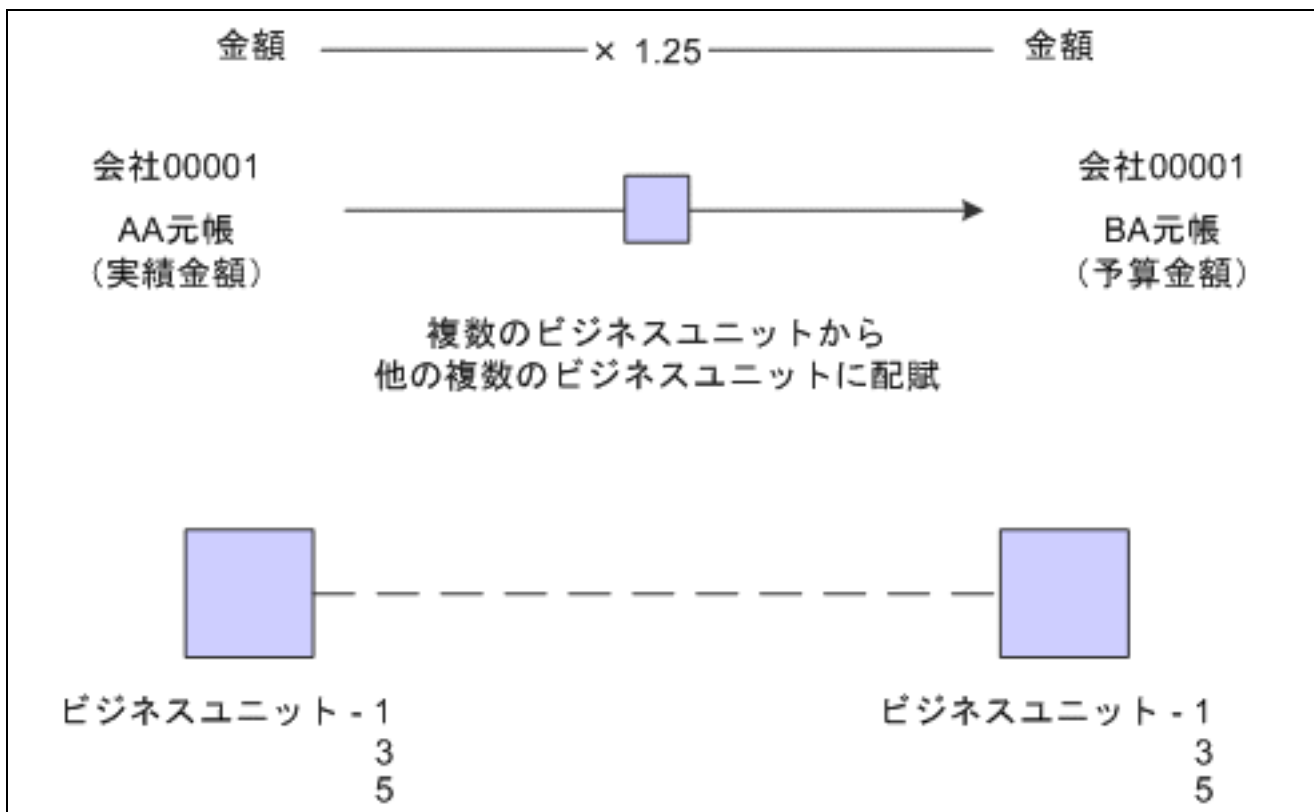 金額 × 1.25 金額
会社00001 会社00001
AA元帳 BA元帳
（実績金額） （予算金額）
複数のビジネスユニットから
他の複数のビジネスユニットに配賦
ビジネスユニット - 1 ビジネスユニット - 1
3 3
5 5